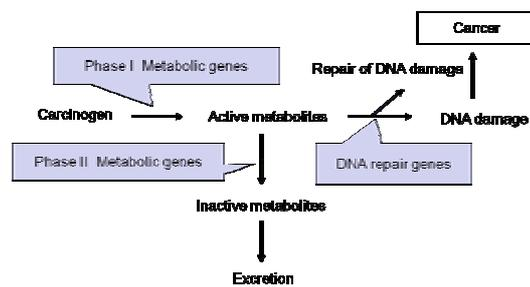 Cancer
Phase I Metabolic genes
Repair of DNA damage
Carcinogen
Active metabolites
DNA damage
Phase II Metabolic genes
DNA repair genes
Inactive metabolites
Excretion